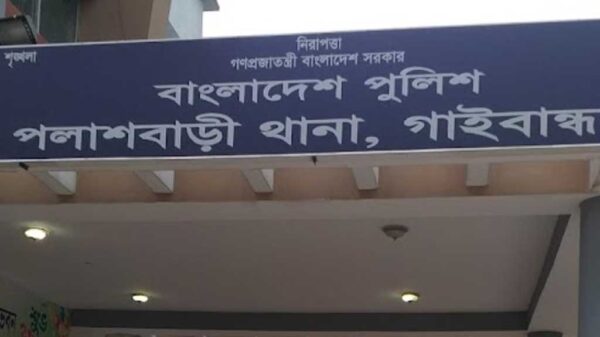 শৃঙ্খলা
নিরাপত্তা
গণপ্রজাতন্ত্রী বাংলাদেশ সরকার
বাংলাদেশ পুলিশ
পলাশবাড়ী থানা, গাইবান্ধ